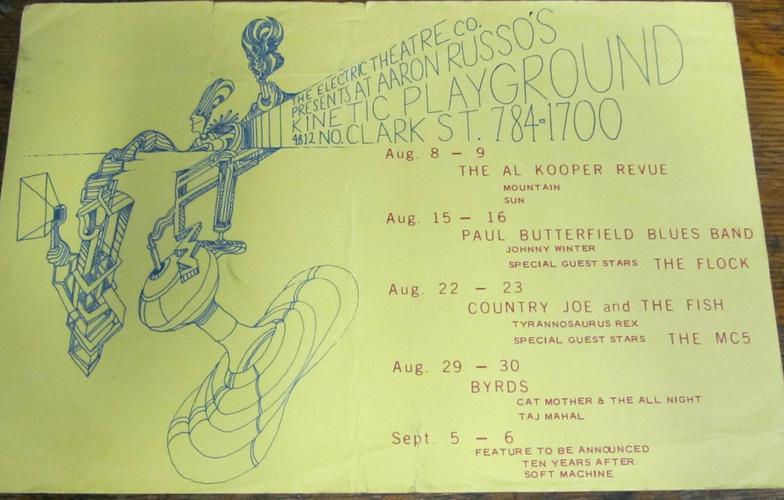 THE ELECTRIC THEATRE CO.
PRESENTS AT AARON RUSSO'S
KINETIC PLAYGROUND
4812 NO. CLARK ST. 784-1700
Aug. 8 – 9
THE AL KOOPER REVUE
MOUNTAIN
SUN
Aug. 15 – 16
PAUL BUTTERFIELD BLUES BAND
JOHNNY WINTER
SPECIAL GUEST STARS THE FLOCK
Aug. 22 – 23
COUNTRY JOE and THE FISH
TYRANNOSAURUS REX
SPECIAL GUEST STARS THE MC5
Aug. 29 – 30
BYRDS
CAT MOTHER & THE ALL NIGHT
TAJ MAHAL
Sept. 5 – 6
FEATURE TO BE ANNOUNCED
TEN YEARS AFTER
SOFT MACHINE